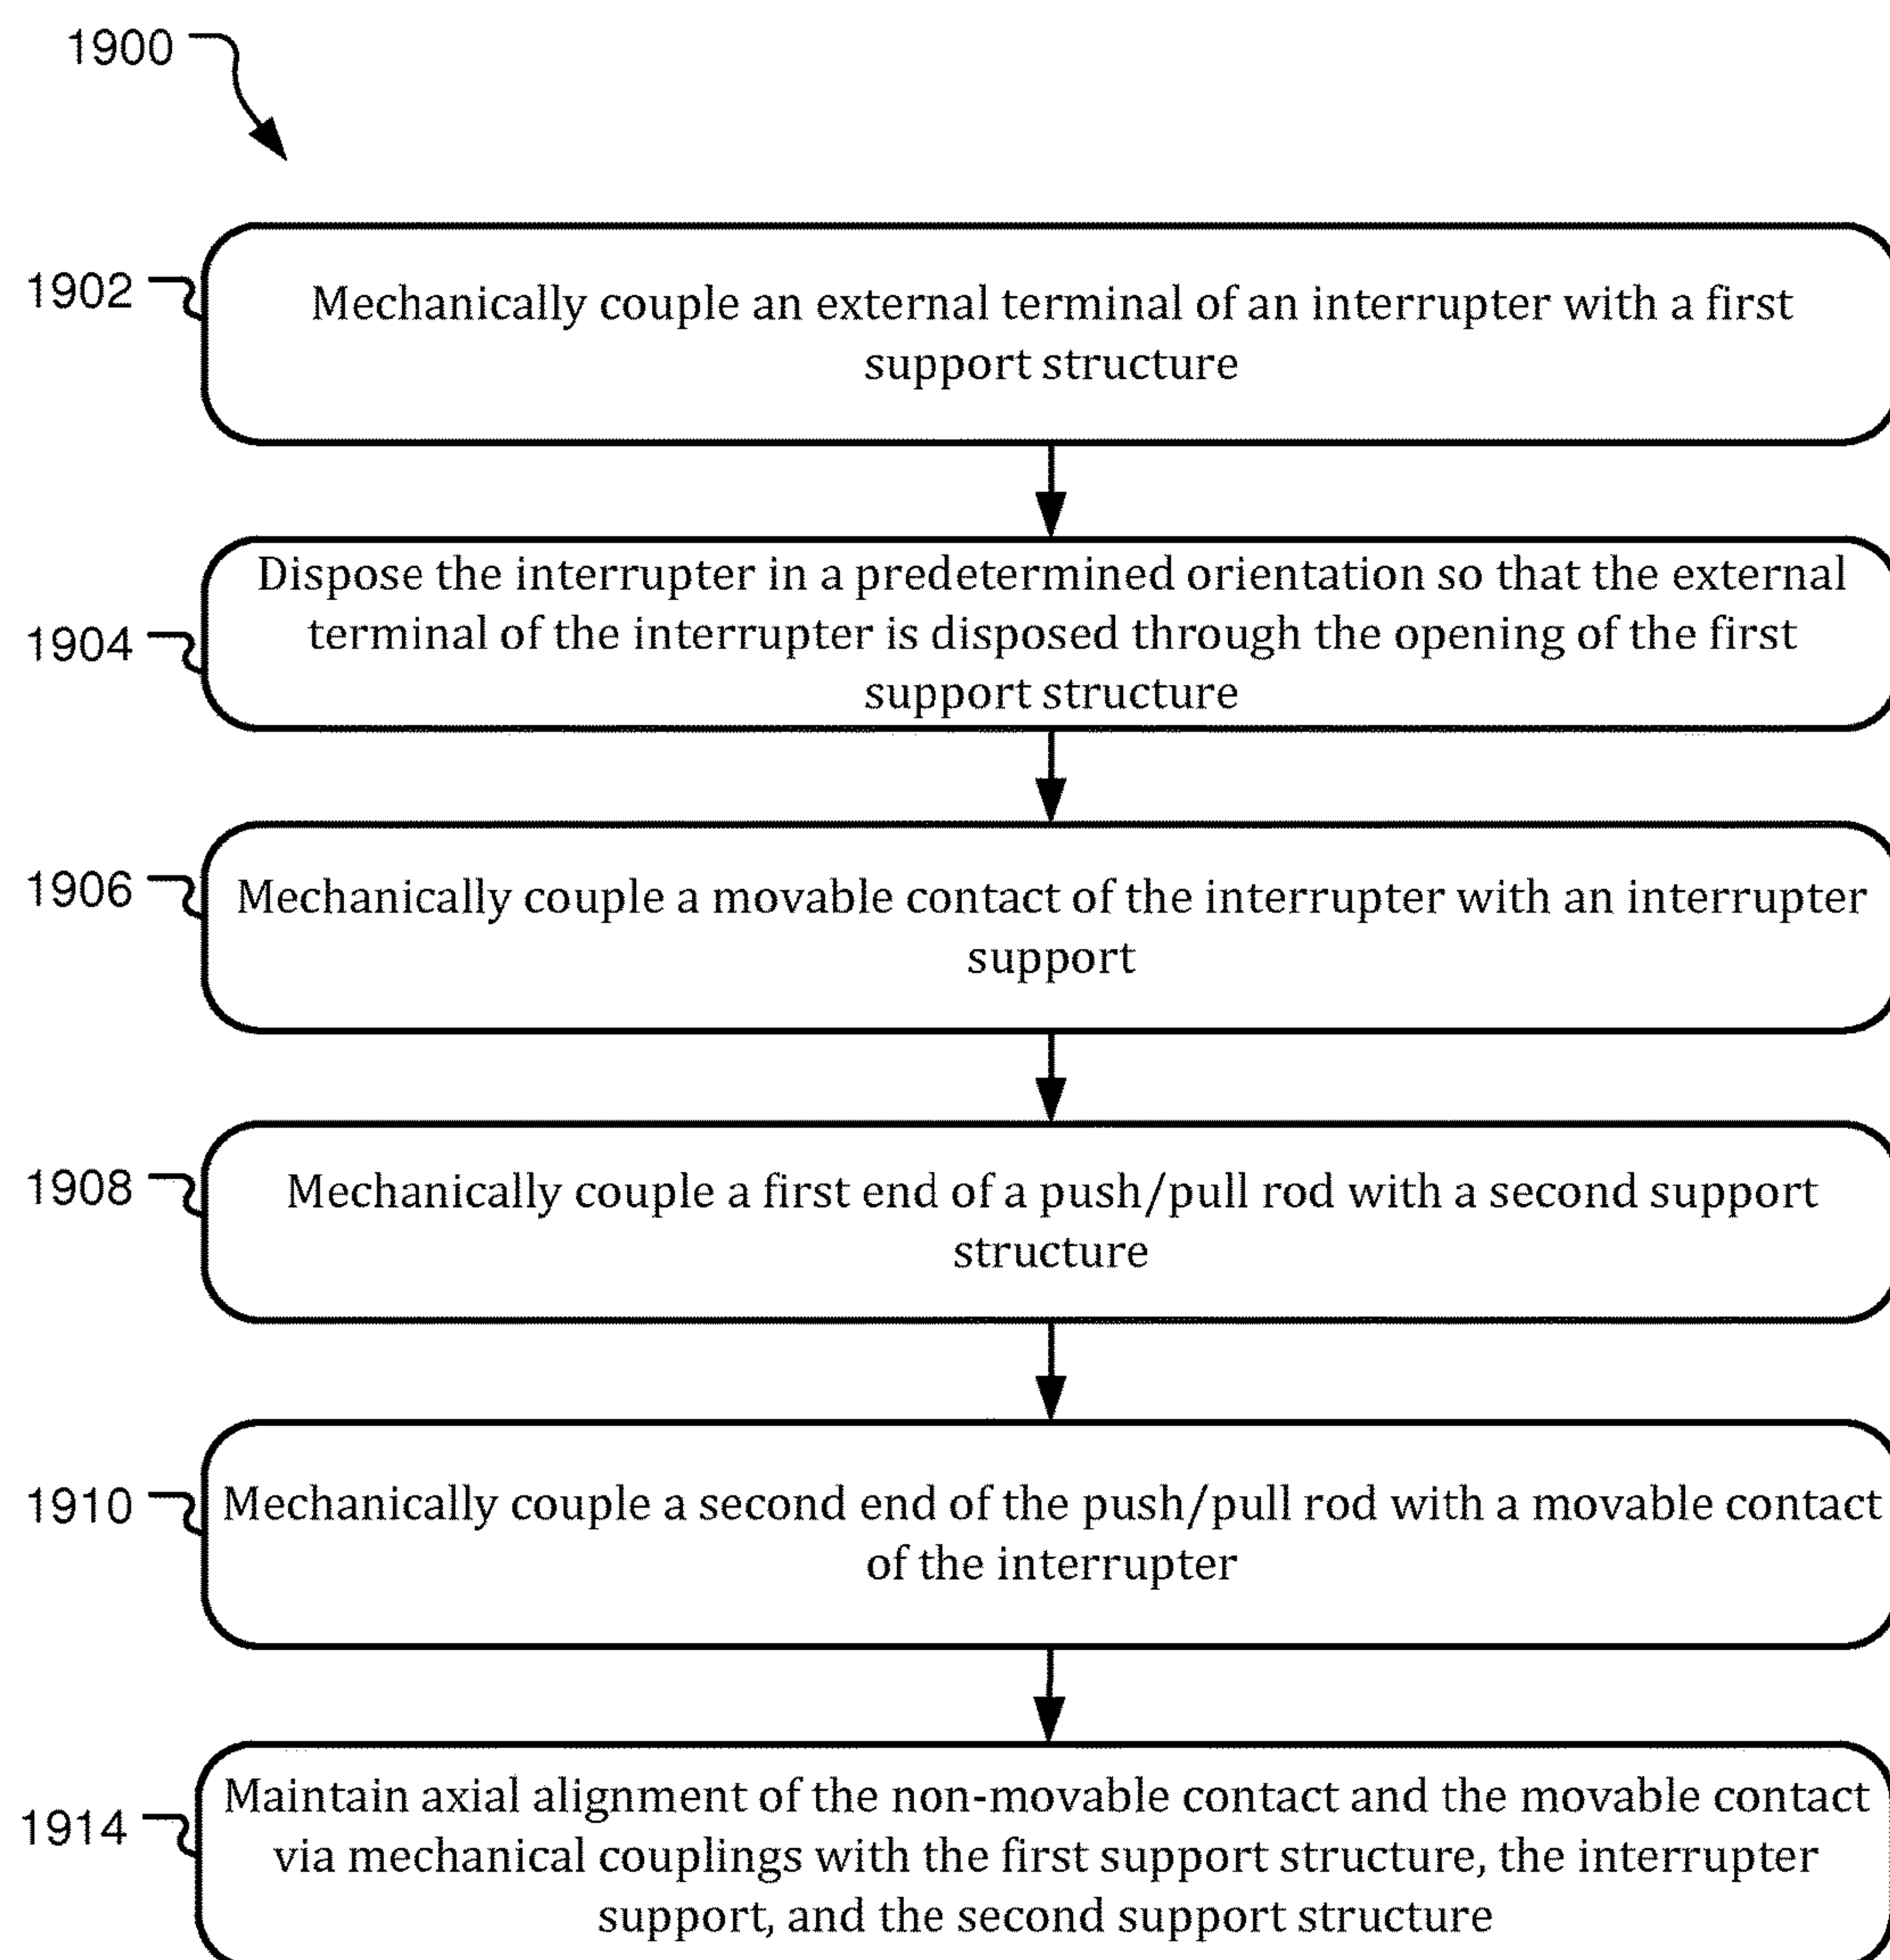 1900
1902
Mechanically couple an external terminal of an interrupter with a first
support structure
1904
Dispose the interrupter in a predetermined orientation so that the external
terminal of the interrupter is disposed through the opening of the first
support structure
1906
Mechanically couple a movable contact of the interrupter with an interrupter
support
1908
Mechanically couple a first end of a push/pull rod with a second support
structure
1910
Mechanically couple a second end of the push/pull rod with a movable contact
of the interrupter
1914
Maintain axial alignment of the non-movable contact and the movable contact
via mechanical couplings with the first support structure, the interrupter
support, and the second support structure